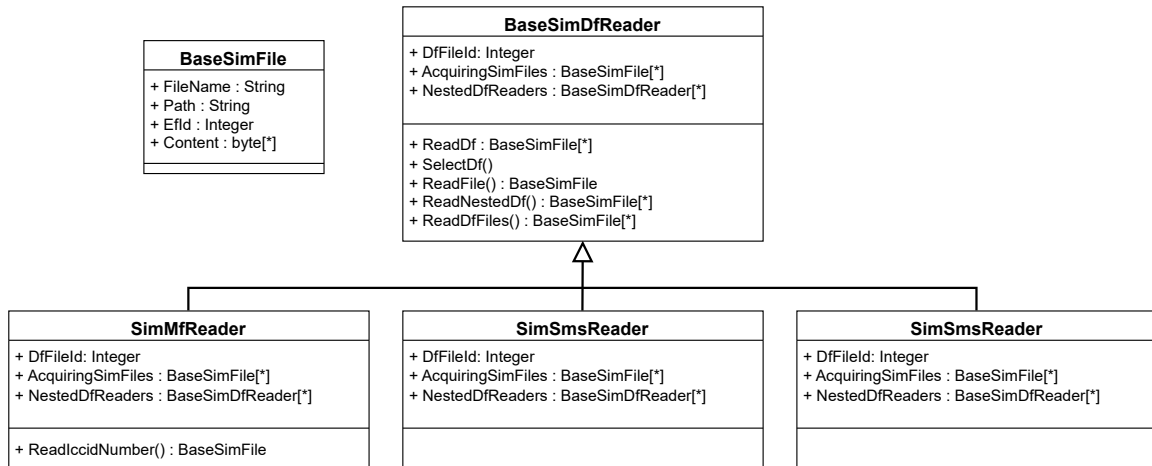 BaseSimFile
+ FileName : String
+ Path : String
+ EfId : Integer
+ Content : byte[*]
BaseSimDfReader
+ DfFileId: Integer
+ AcquiringSimFiles : BaseSimFile[*]
+ NestedDfReaders : BaseSimDfReader[*]
+ ReadDf : BaseSimFile[*]
+ SelectDf()
+ ReadFile() : BaseSimFile
+ ReadNestedDf() : BaseSimFile[*]
+ ReadDfFiles() : BaseSimFile[*]
SimMfReader
+ DfFileId: Integer
+ AcquiringSimFiles : BaseSimFile[*]
+ NestedDfReaders : BaseSimDfReader[*]
+ ReadIccidNumber() : BaseSimFile
SimSmsReader
+ DfFileId: Integer
+ AcquiringSimFiles : BaseSimFile[*]
+ NestedDfReaders : BaseSimDfReader[*]
SimSmsReader
+ DfFileId: Integer
+ AcquiringSimFiles : BaseSimFile[*]
+ NestedDfReaders : BaseSimDfReader[*]